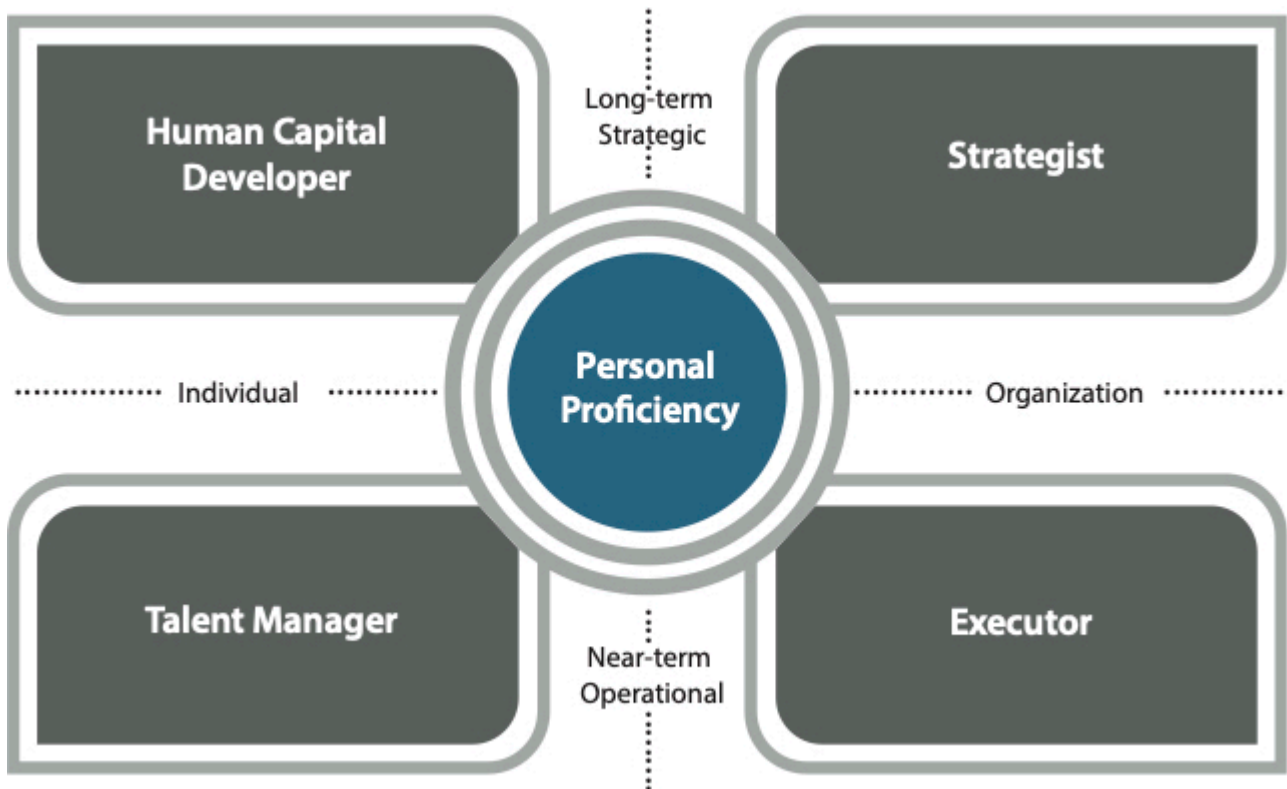 Long-term
Strategic
Human Capital
Developer
Strategist
Personal
Proficiency
Individual
Organization
Talent Manager
Executor
Near-term
Operational